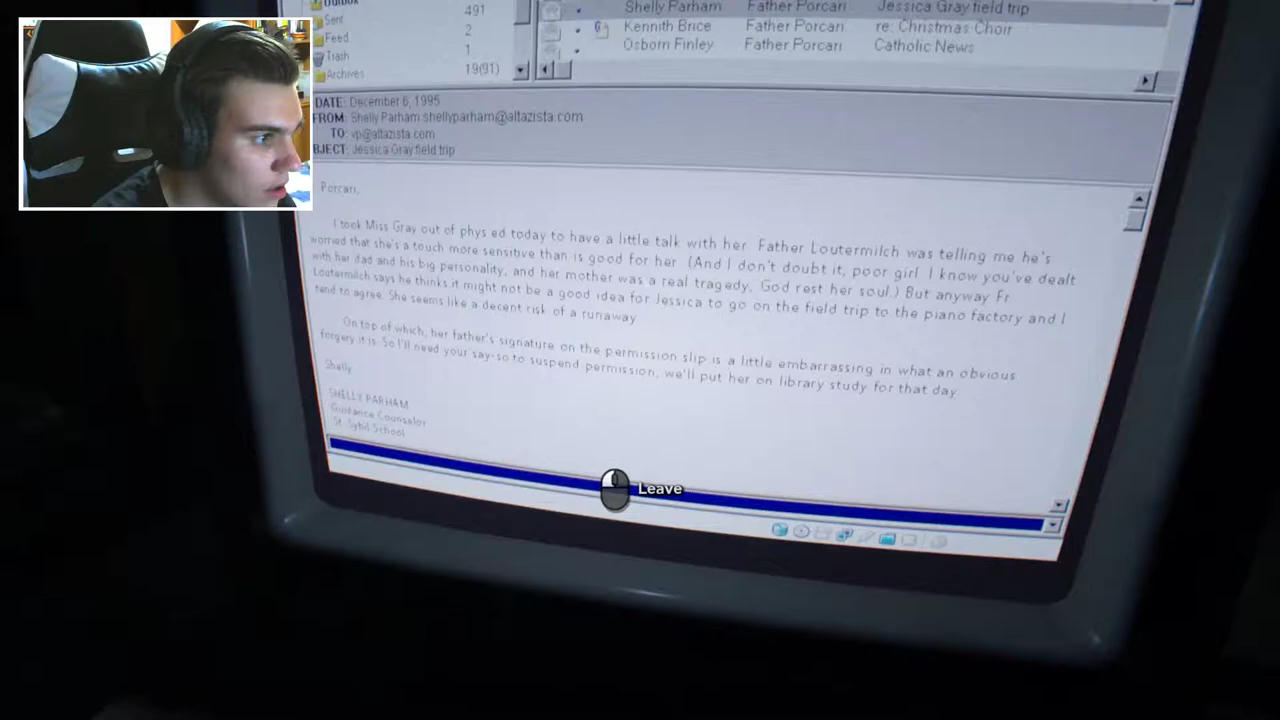 Outbox 491
Shelly Parham Father Porcari Jessica Gray field trip
Sent 2
Kennith Brice Father Porcari re: Christmas Choir
Feed
Osborn Finley Father Porcari Catholic News
Trash 1
Archives 19(91)
DATE: December 6, 1995
FROM: Shelly Parham shellyparham@altazista.com
TO: vp@altazista.com
BJECT: Jessica Gray field trip
Porcari,
I took Miss Gray out of phys ed today to have a little talk with her Father Loutermilch was telling me he's
worried that she's a touch more sensitive than is good for her (And I don't doubt it, poor girl I know you've dealt
with her dad and his big personality, and her mother was a real tragedy, God rest her soul.) But anyway Fr
Loutermilch says he thinks it might not be a good idea for Jessica to go on the field trip to the piano factory and I
tend to agree. She seems like a decent risk of a runaway
On top of which, her father's signature on the permission slip is a little embarrassing in what an obvious
forgery it is. So I'll need your say-so to suspend permission, we'll put her on library study for that day.
Shelly
SHELLY PARHAM
Guidance Counselor
St. Sybil School
Leave